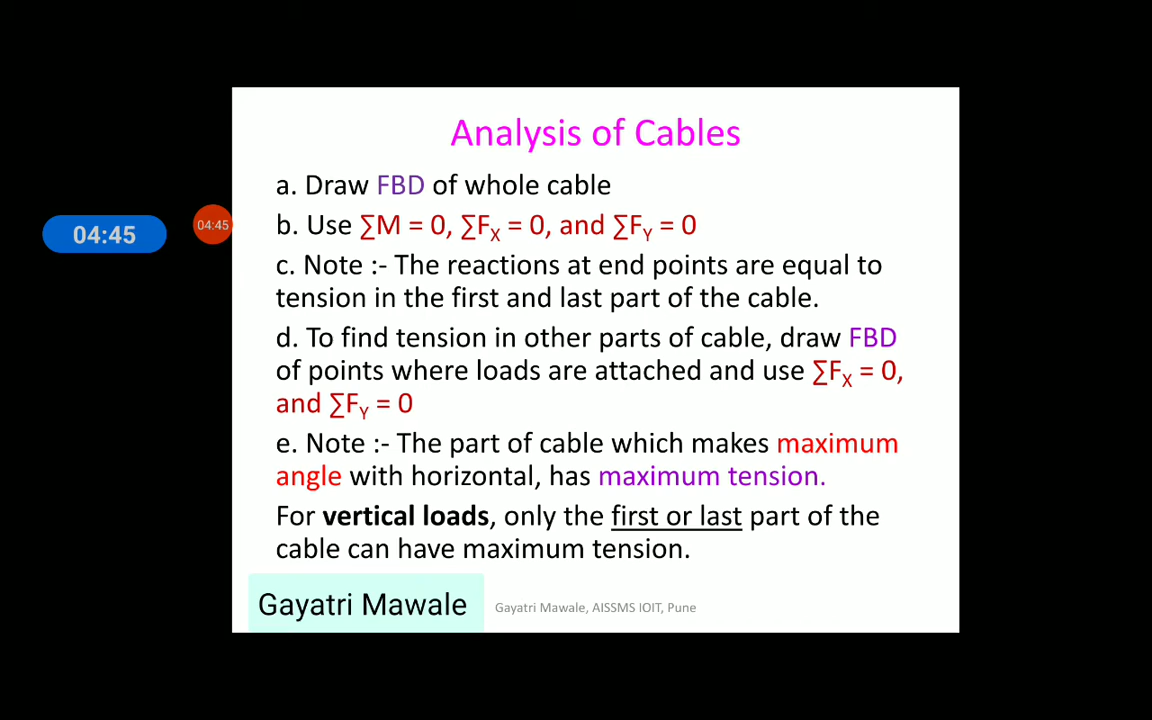 Analysis of Cables
a. Draw FBD of whole cable
04:45
04:45
b. Use ∑M = 0, ∑FX = 0, and ∑FY = 0
c. Note :- The reactions at end points are equal to
tension in the first and last part of the cable.
d. To find tension in other parts of cable, draw FBD
of points where loads are attached and use ∑FX = 0,
and ∑FY = 0
e. Note :- The part of cable which makes maximum
angle with horizontal, has maximum tension.
For vertical loads, only the first or last part of the
cable can have maximum tension.
Gayatri Mawale
Gayatri Mawale, AISSMS IOIT, Pune